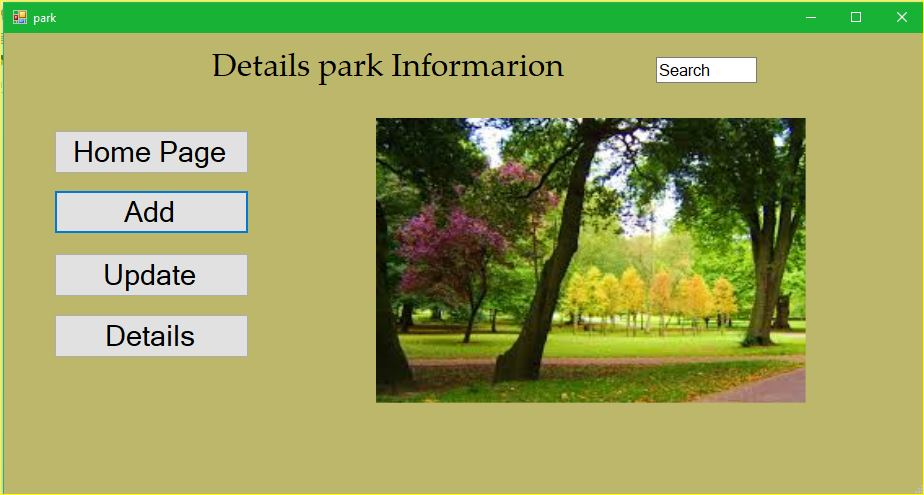 park
Details park Informarion
Search
Home Page
Add
Update
Details